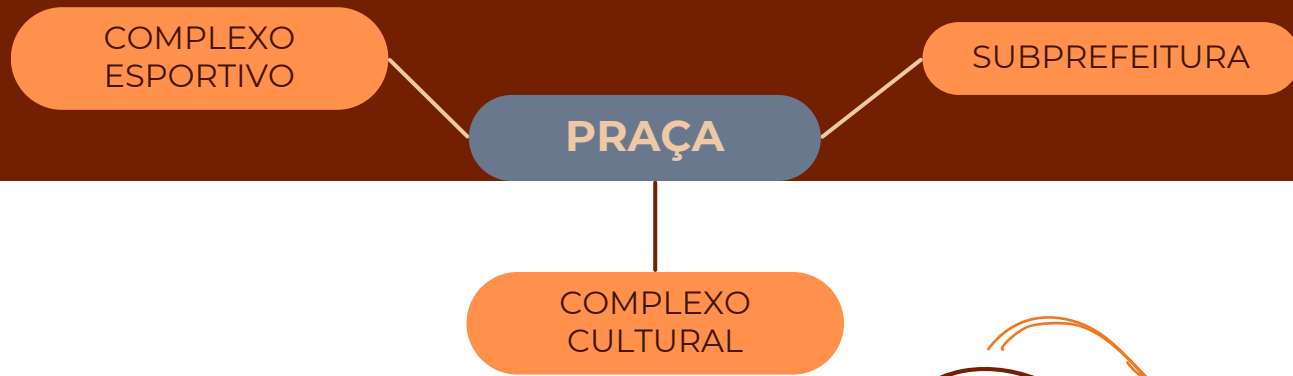 COMPLEXO
ESPORTIVO
SUBPREFEITURA
PRAÇA
COMPLEXO
CULTURAL